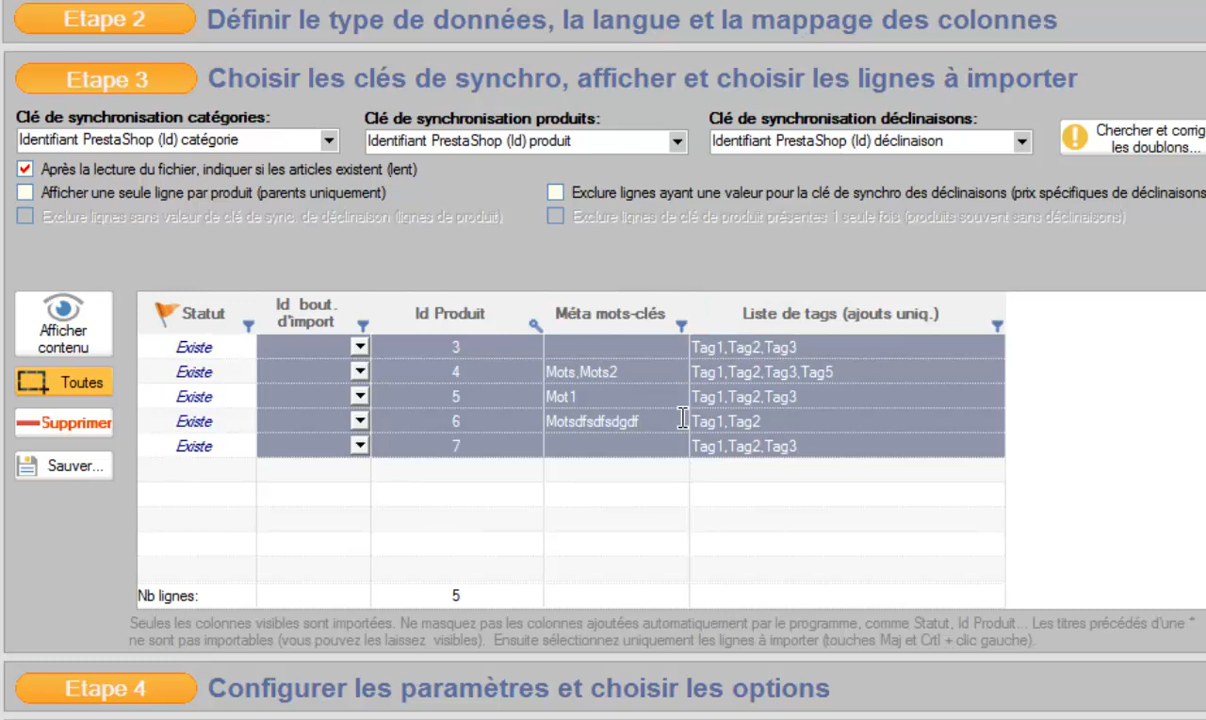 Etape 2 Définir le type de données, la langue et la mappage des colonnes
Etape 3 Choisir les clés de synchro, afficher et choisir les lignes à importer
Clé de synchronisation catégories: Clé de synchronisation produits: Clé de synchronisation déclinaisons:
Identifiant PrestaShop (Id) catégorie Identifiant PrestaShop (Id) produit Identifiant PrestaShop (Id) déclinaison
Chercher et corrig
les doublons...
Après la lecture du fichier, indiquer si les articles existent (lent)
Afficher une seule ligne par produit (parents uniquement) Exclure lignes ayant une valeur pour la clé de synchro des déclinaisons (prix spécifiques de déclinaisons
Exclure lignes sans valeur de clé de sync. de déclinaison (lignes de produit) Exclure lignes de clé de produit présentes 1 seule fois (produits souvent sans déclinaisons)
Afficher
contenu
Toutes
Supprimer
Sauver...
Statut Id bout. d'import Id Produit Méta mots-clés Liste de tags (ajouts uniq.)
Existe 3 Tag1,Tag2,Tag3
Existe 4 Mots,Mots2 Tag1,Tag2,Tag3,Tag5
Existe 5 Mot1 Tag1,Tag2,Tag3
Existe 6 Motsdfsdfsdgdf Tag1,Tag2
Existe 7 Tag1,Tag2,Tag3
Nb lignes: 5
Seules les colonnes visibles sont importées. Ne masquez pas les colonnes ajoutées automatiquement par le programme, comme Statut, Id Produit... Les titres précédés d'une *
ne sont pas importables (vous pouvez les laissez visibles). Ensuite sélectionnez uniquement les lignes à importer (touches Maj et Crtl + clic gauche).
Etape 4 Configurer les paramètres et choisir les options